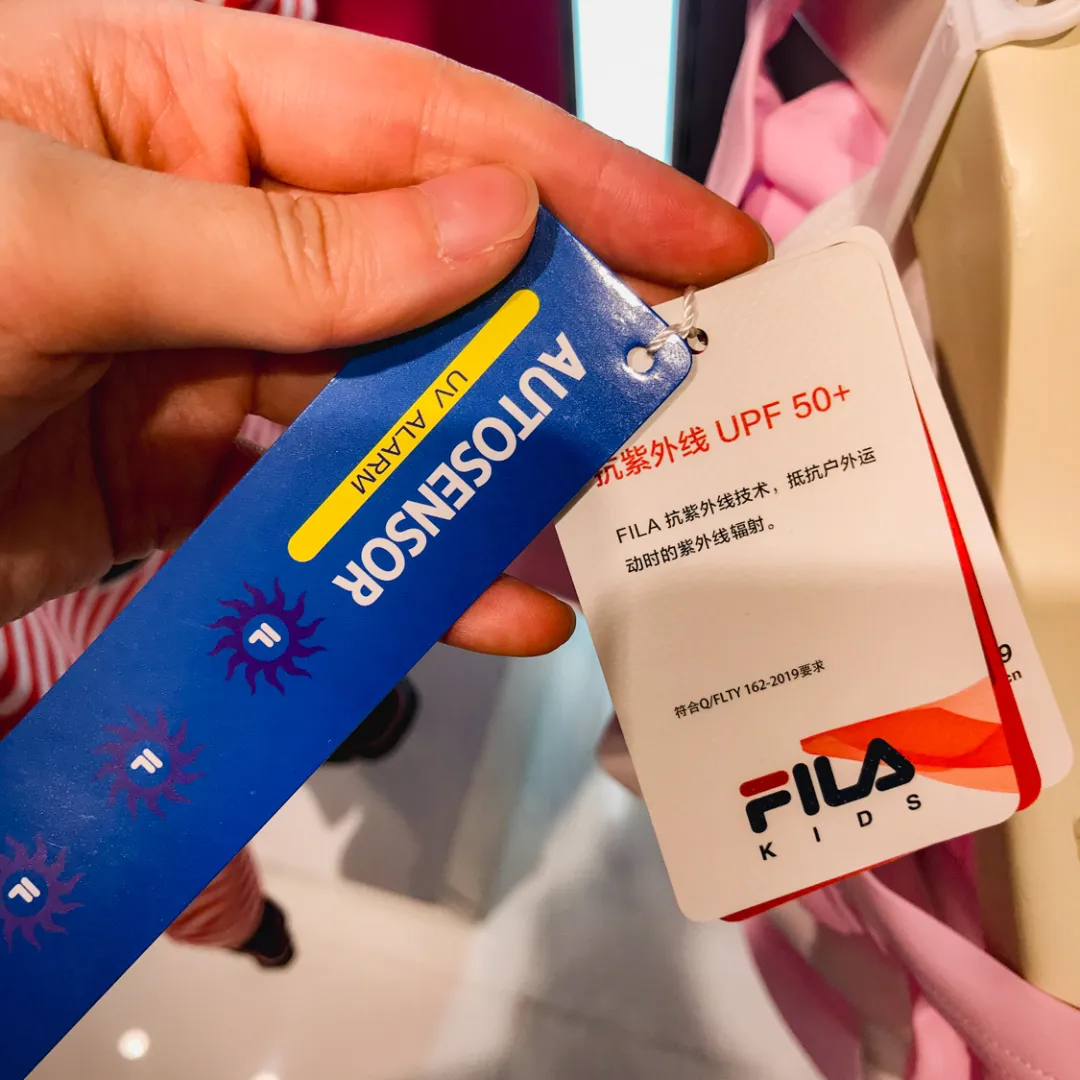 AUTOSENSOR
UV ALARM
抗紫外线 UPF 50+
FILA 抗紫外线技术，抵抗户外运
动时的紫外线辐射。
符合Q/FLTY 162-2019要求
FILA
KIDS
9
cn